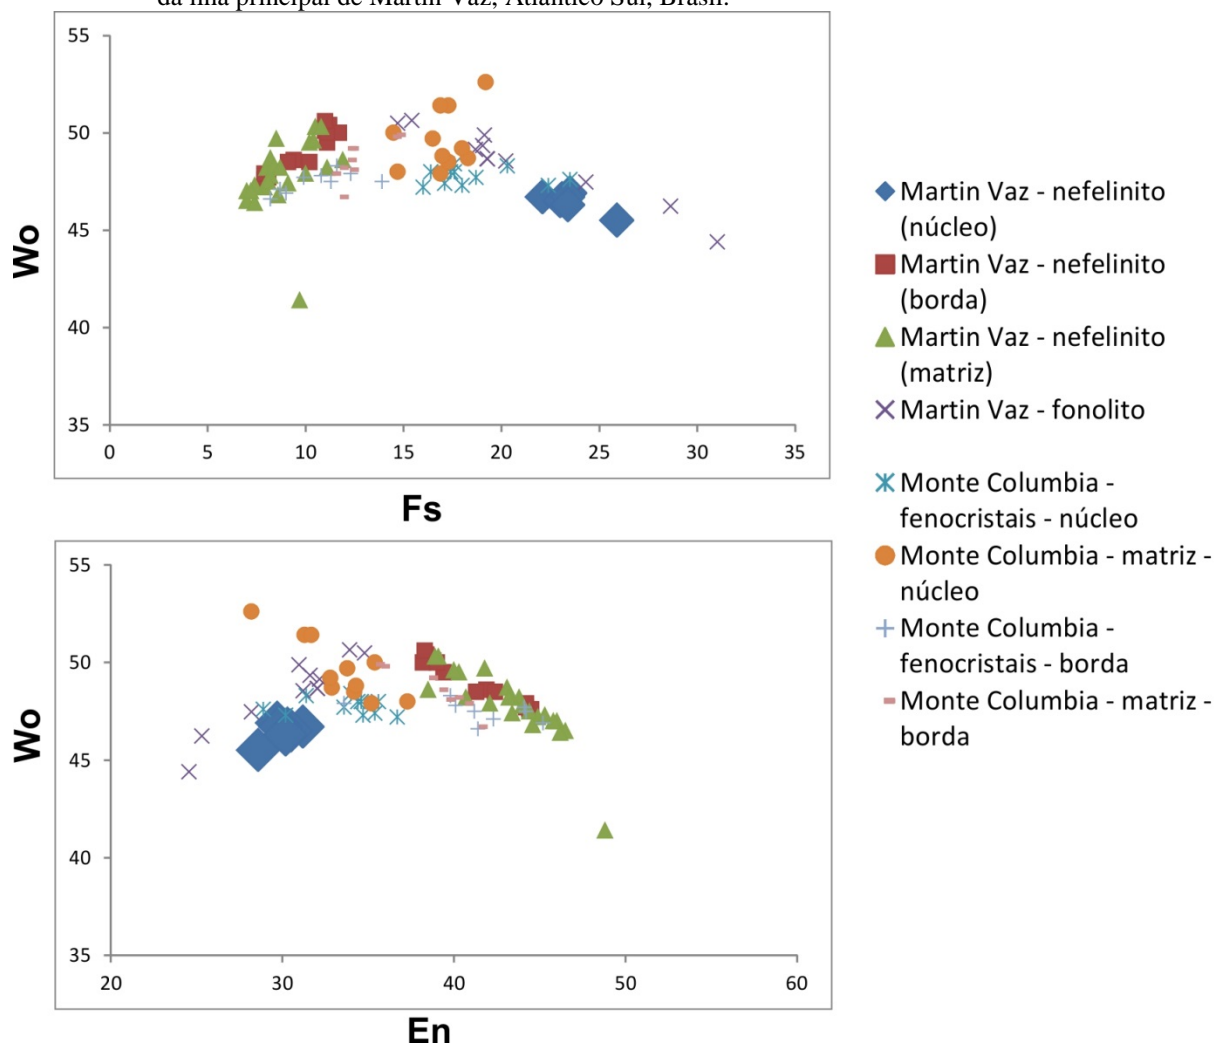 da ilha principal de Martin Vaz, Atlântico Sul, Brasil.
55
50
45
40
35
Wo
0 5 10 15 20 25 30 35
Fs
55
50
45
40
35
Wo
20 30 40 50 60
En
Martin Vaz - nefelinito
(núcleo)
Martin Vaz - nefelinito
(borda)
Martin Vaz - nefelinito
(matriz)
Martin Vaz - fonolito
Monte Columbia -
fenocristais - núcleo
Monte Columbia - matriz -
núcleo
Monte Columbia -
fenocristais - borda
Monte Columbia - matriz -
borda